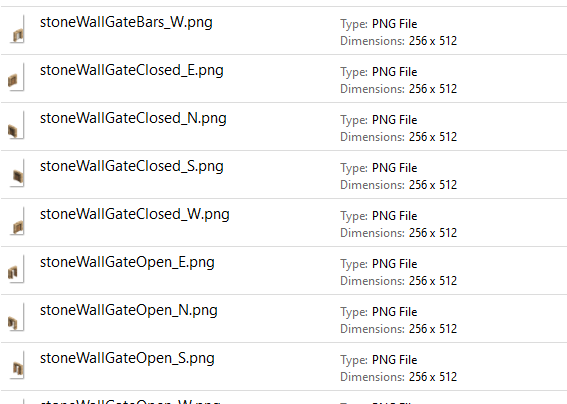 stoneWallGateBars_W.png
Type: PNG File
Dimensions: 256 x 512
stoneWallGateClosed_E.png
Type: PNG File
Dimensions: 256 x 512
stoneWallGateClosed_N.png
Type: PNG File
Dimensions: 256 x 512
stoneWallGateClosed_S.png
Type: PNG File
Dimensions: 256 x 512
stoneWallGateClosed_W.png
Type: PNG File
Dimensions: 256 x 512
stoneWallGateOpen_E.png
Type: PNG File
Dimensions: 256 x 512
stoneWallGateOpen_N.png
Type: PNG File
Dimensions: 256 x 512
stoneWallGateOpen_S.png
Type: PNG File
Dimensions: 256 x 512
stoneWallGateOpen_W.png
Type: PNG File